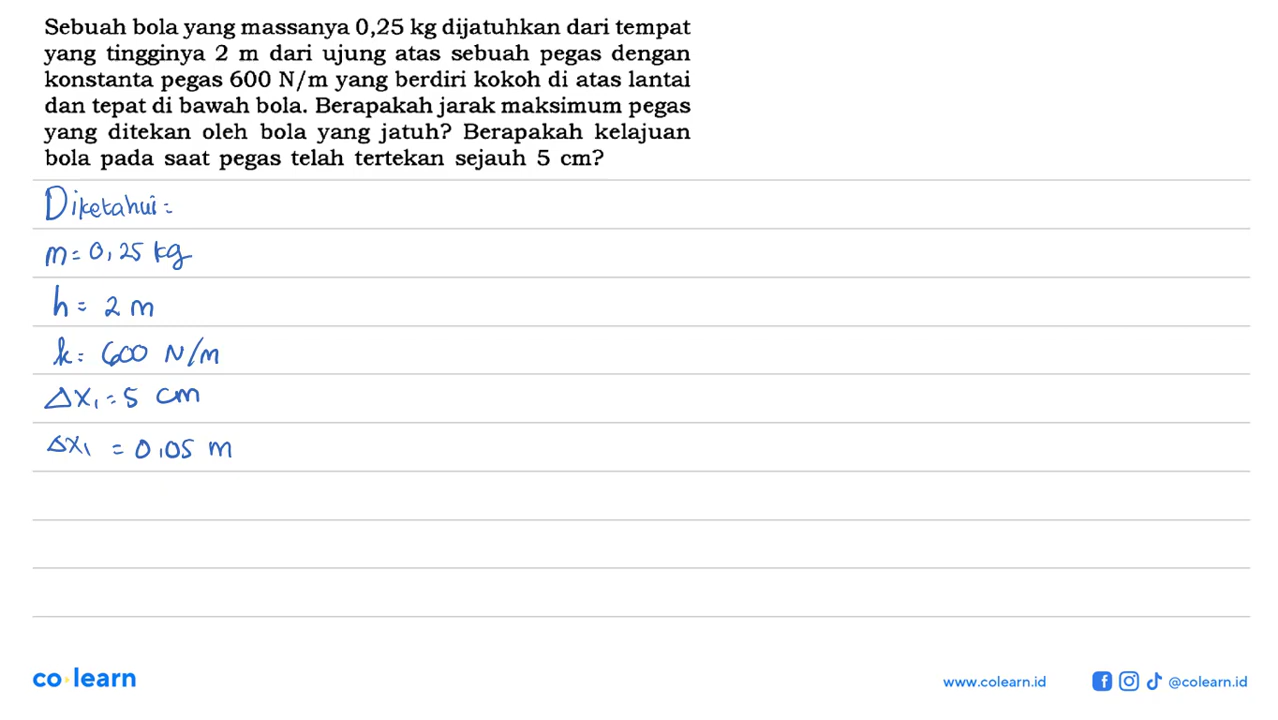 Sebuah bola yang massanya 0,25 kg dijatuhkan dari tempat
yang tingginya 2 m dari ujung atas sebuah pegas dengan
konstanta pegas 600 N/m yang berdiri kokoh di atas lantai
dan tepat di bawah bola. Berapakah jarak maksimum pegas
yang ditekan oleh bola yang jatuh? Berapakah kelajuan
bola pada saat pegas telah tertekan sejauh 5 cm?
Diketahui =
m = 0,25 kg
h = 2 m
k = 600 N/m
Δx₁ = 5 cm
Δx₁ = 0,05 m
co·learn
www.colearn.id
@colearn.id